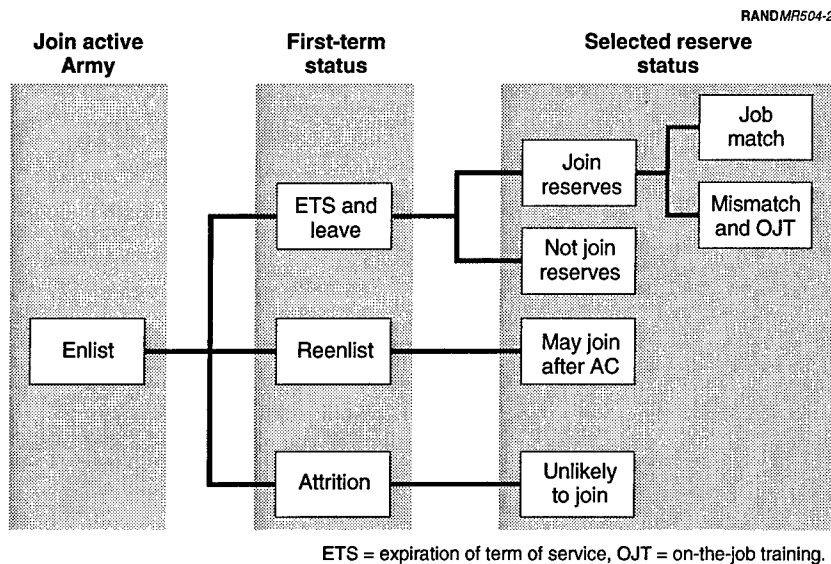 RANDMR504-2
Join active
Army
First-term
status
Selected reserve
status
Job
match
Join
reserves
ETS and
leave
Mismatch
and OJT
Not join
reserves
Enlist
Reenlist
May join
after AC
Attrition
Unlikely
to join
ETS = expiration of term of service, OJT = on-the-job training.